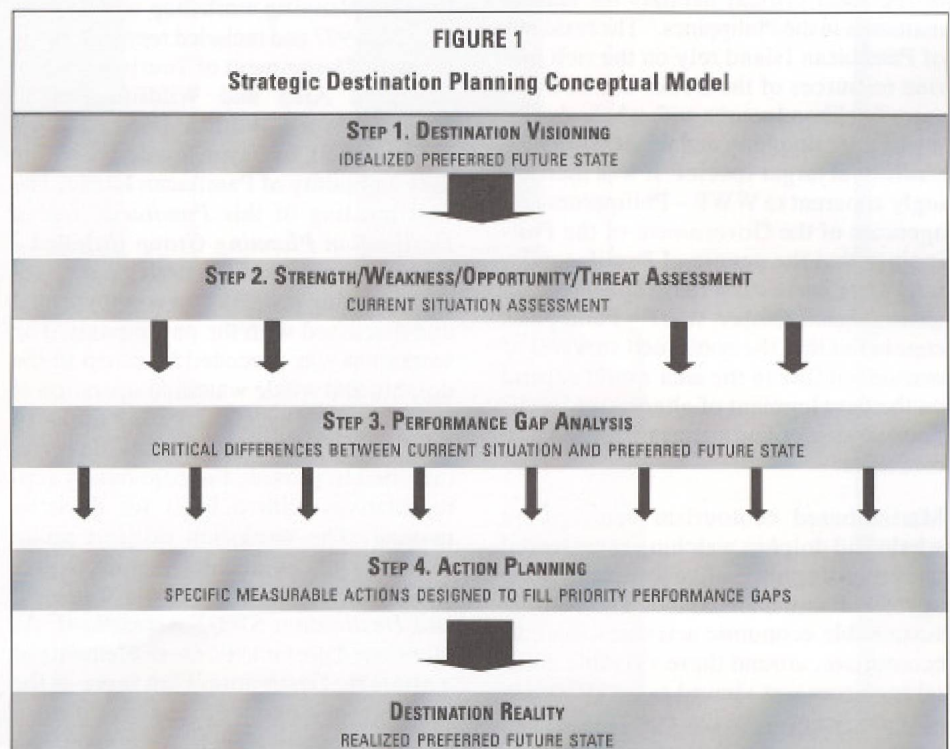 FIGURE 1
Strategic Destination Planning Conceptual Model
STEP 1. DESTINATION VISIONING
IDEALIZED PREFERRED FUTURE STATE
STEP 2. STRENGTH/WEAKNESS/OPPORTUNITY/THREAT ASSESSMENT
CURRENT SITUATION ASSESSMENT
STEP 3. PERFORMANCE GAP ANALYSIS
CRITICAL DIFFERENCES BETWEEN CURRENT SITUATION AND PREFERRED FUTURE STATE
STEP 4. ACTION PLANNING
SPECIFIC MEASURABLE ACTIONS DESIGNED TO FILL PRIORITY PERFORMANCE GAPS
DESTINATION REALITY
REALIZED PREFERRED FUTURE STATE